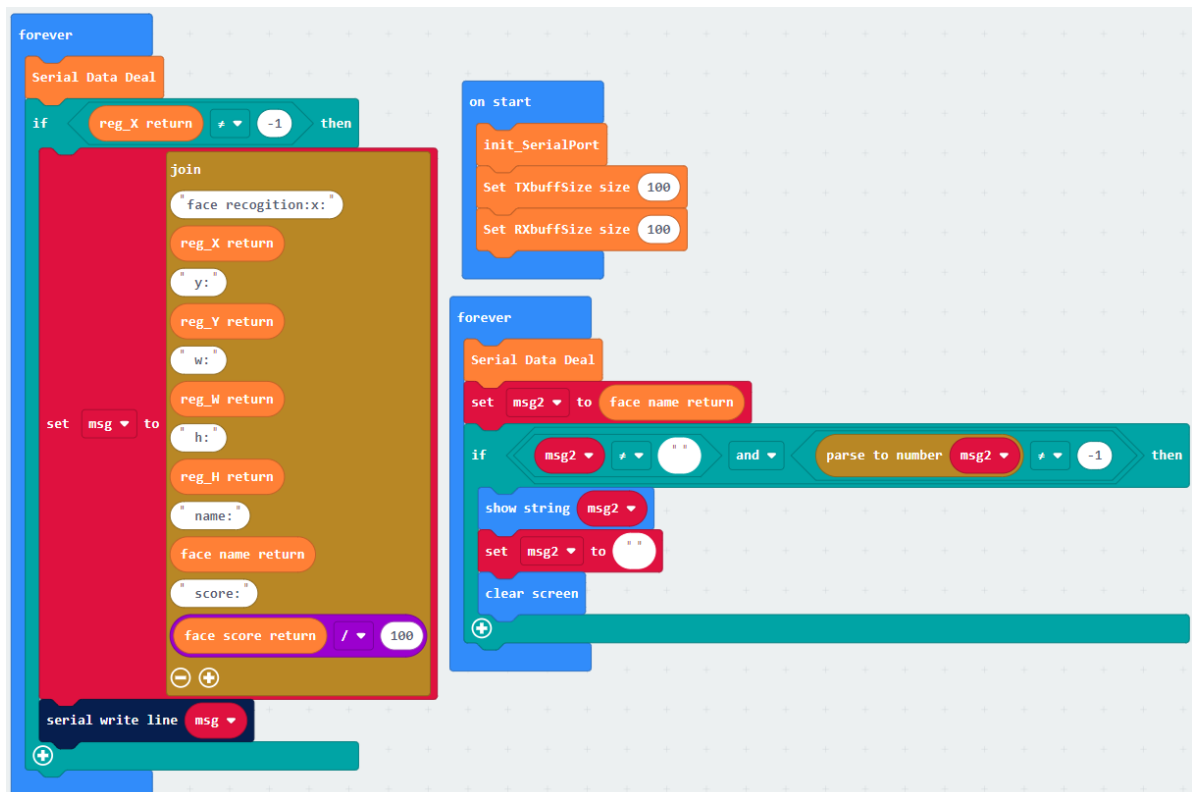 forever
Serial Data Deal
if reg_X return ≠ -1 then
set msg to
join
"face recogition:x:"
reg_X return
" y:"
reg_Y return
" w:"
reg_W return
" h:"
reg_H return
" name:"
face name return
" score:"
face score return / 100
serial write line msg
on start
init_SerialPort
Set TXbuffSize size 100
Set RXbuffSize size 100
forever
Serial Data Deal
set msg2 to face name return
if msg2 ≠ "" and parse to number msg2 ≠ -1 then
show string msg2
set msg2 to ""
clear screen